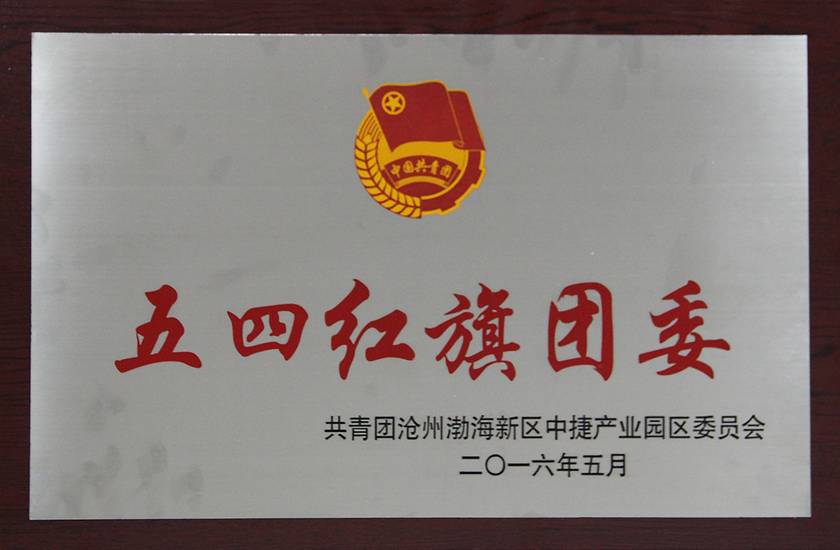 中国共青团
五四红旗团委
共青团沧州渤海新区中捷产业园区委员会
二〇一六年五月